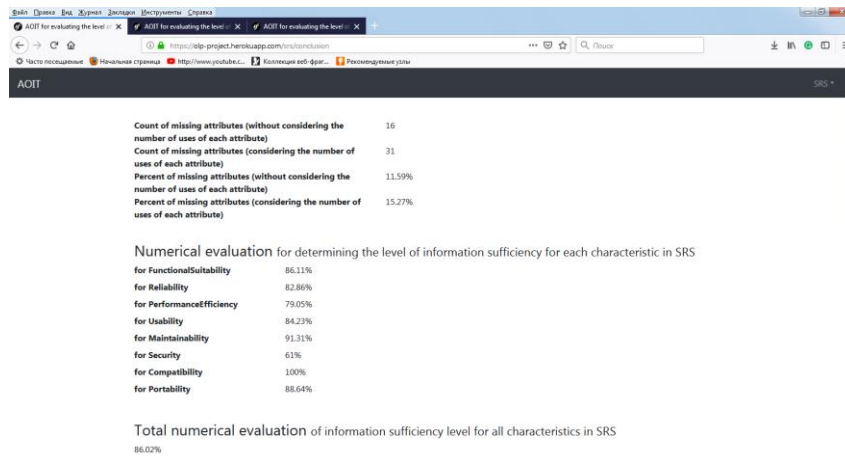 Файл Правка Вид Журнал Закладки Инструменты Справка
AOIT for evaluating the level of
AOIT for evaluating the level of
AOIT for evaluating the level of
https://olp-project.herokuapp.com/srs/conclusion
Поиск
Часто посещаемые Начальная страница http://www.youtube.c... Коллекция веб-фраг... Рекомендуемые узлы
AOIT SRS
Count of missing attributes (without considering the 16
number of uses of each attribute)
Count of missing attributes (considering the number of 31
uses of each attribute)
Percent of missing attributes (without considering the 11.59%
number of uses of each attribute)
Percent of missing attributes (considering the number of 15.27%
uses of each attribute)
Numerical evaluation for determining the level of information sufficiency for each characteristic in SRS
for FunctionalSuitability 86.11%
for Reliability 82.86%
for PerformanceEfficiency 79.05%
for Usability 84.23%
for Maintainability 91.31%
for Security 61%
for Compatibility 100%
for Portability 88.64%
Total numerical evaluation of information sufficiency level for all characteristics in SRS
86.02%